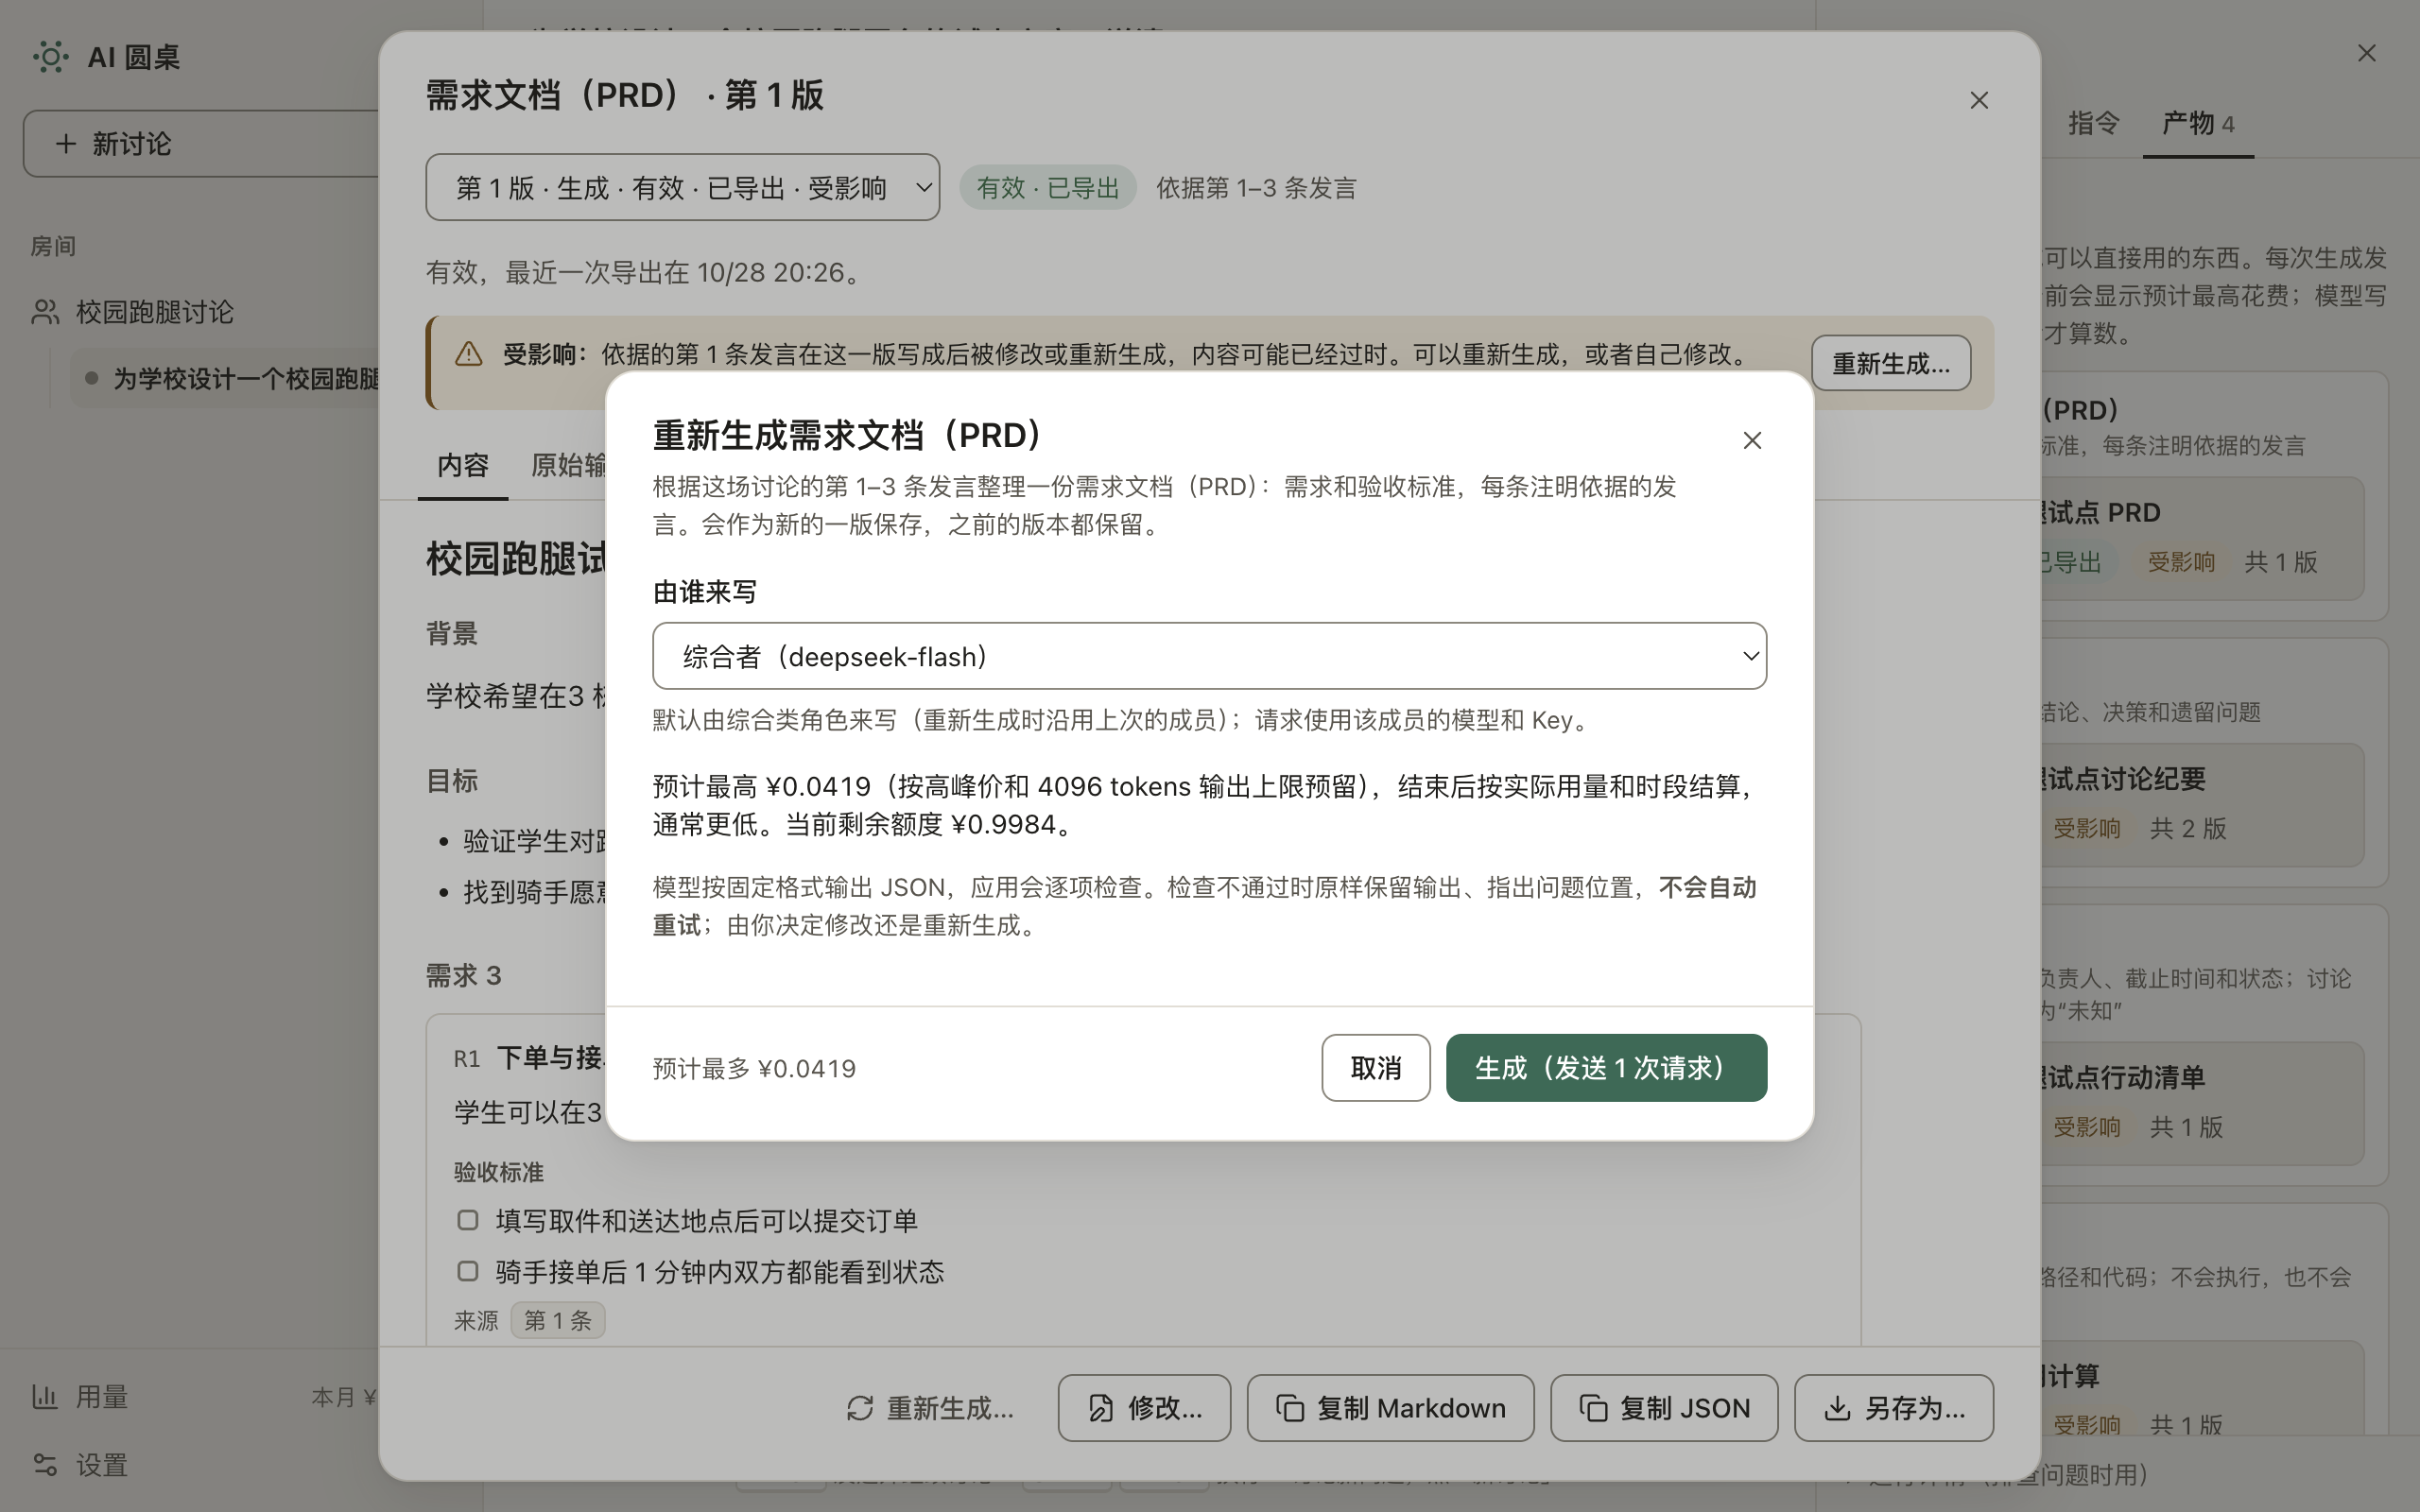 AI 圆桌
新讨论
房间
校园跑腿讨论
为学校设计一个校园跑腿
用量
本月 ¥
设置
需求文档（PRD） · 第 1 版
第 1 版 · 生成 · 有效 · 已导出 · 受影响
有效 · 已导出
依据第 1–3 条发言
有效，最近一次导出在 10/28 20:26。
受影响：依据的第 1 条发言在这一版写成后被修改或重新生成，内容可能已经过时。可以重新生成，或者自己修改。
重新生成…
内容
原始输
校园跑腿试
背景
学校希望在3
目标
验证学生对
找到骑手愿
需求 3
R1 下单与接
学生可以在3
验收标准
填写取件和送达地点后可以提交订单
骑手接单后 1 分钟内双方都能看到状态
来源 第 1 条
重新生成…
修改…
复制 Markdown
复制 JSON
另存为…
重新生成需求文档（PRD）
根据这场讨论的第 1–3 条发言整理一份需求文档（PRD）：需求和验收标准，每条注明依据的发
言。会作为新的一版保存，之前的版本都保留。
由谁来写
综合者（deepseek-flash）
默认由综合类角色来写（重新生成时沿用上次的成员）；请求使用该成员的模型和 Key。
预计最高 ¥0.0419（按高峰价和 4096 tokens 输出上限预留），结束后按实际用量和时段结算，
通常更低。当前剩余额度 ¥0.9984。
模型按固定格式输出 JSON，应用会逐项检查。检查不通过时原样保留输出、指出问题位置，不会自动
重试；由你决定修改还是重新生成。
预计最多 ¥0.0419
取消
生成（发送 1 次请求）
指令
产物 4
可以直接用的东西。每次生成发
前会显示预计最高花费；模型写
才算数。
（PRD）
标准，每条注明依据的发言
试点 PRD
已导出 受影响 共 1 版
结论、决策和遗留问题
试点讨论纪要
受影响 共 2 版
负责人、截止时间和状态；讨论
为“未知”
试点行动清单
受影响 共 1 版
路径和代码；不会执行，也不会
计算
受影响 共 1 版
问题时用）